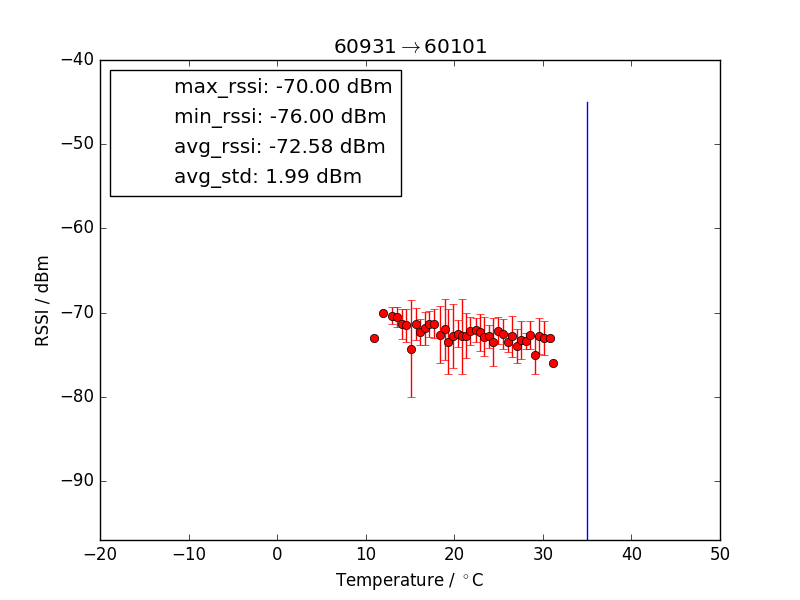 60931→60101
max_rssi: -70.00 dBm
min_rssi: -76.00 dBm
avg_rssi: -72.58 dBm
avg_std: 1.99 dBm
−40
−50
−60
−70
−80
−90
RSSI / dBm
−20
−10
0
10
20
30
40
50
Temperature / °C